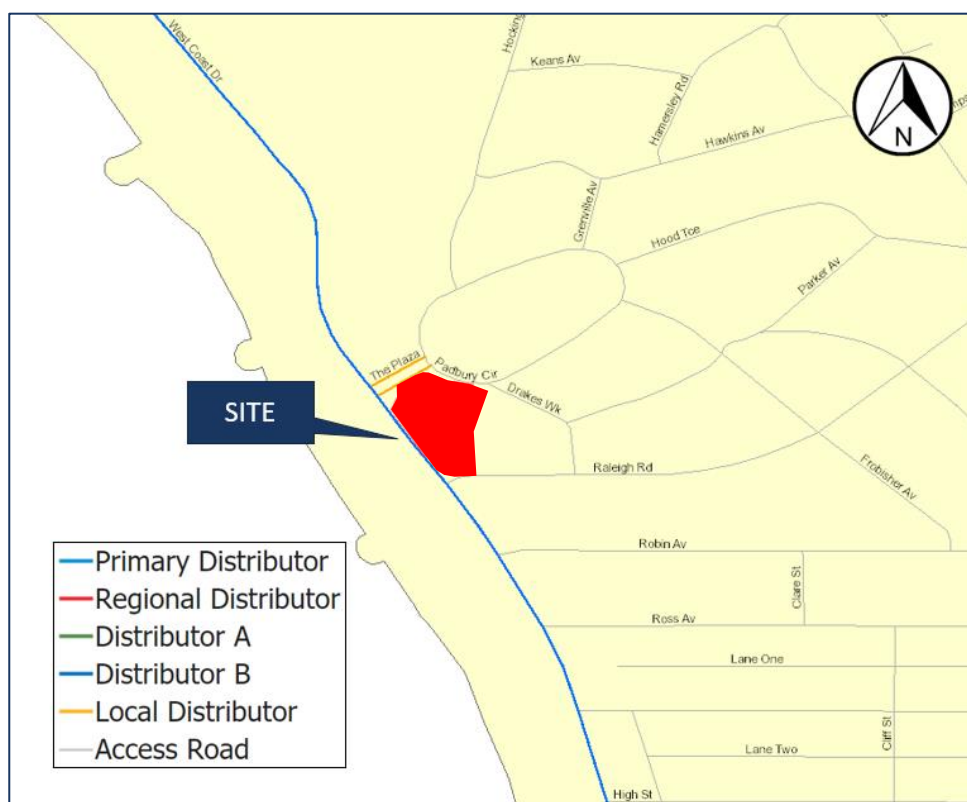 West Coast Dr
Keans Av
Hamersley Rd
Hawkins Av
N
Grenville Av
Hood Tce
Parker Av
The Plaza
Padbury Cir
Drakes Wk
SITE
Raleigh Rd
Frobisher Av
Robin Av
Clare St
Ross Av
Lane One
Cliff St
Lane Two
High St
Primary Distributor
Regional Distributor
Distributor A
Distributor B
Local Distributor
Access Road